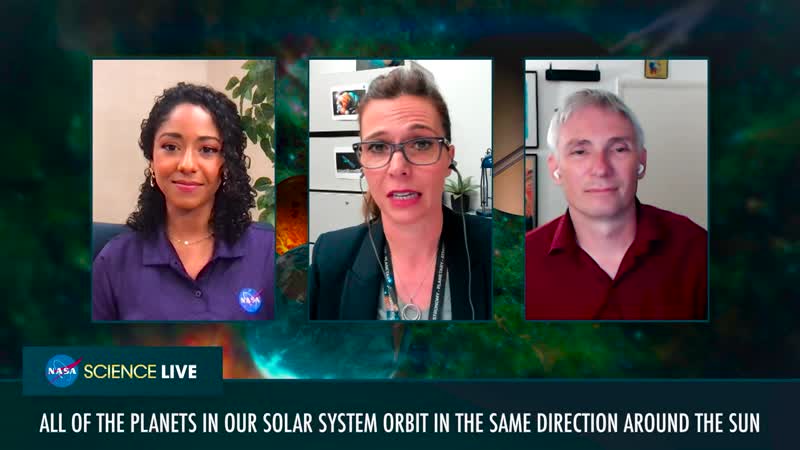 NASA
NASA
SCIENCE LIVE
ALL OF THE PLANETS IN OUR SOLAR SYSTEM ORBIT IN THE SAME DIRECTION AROUND THE SUN